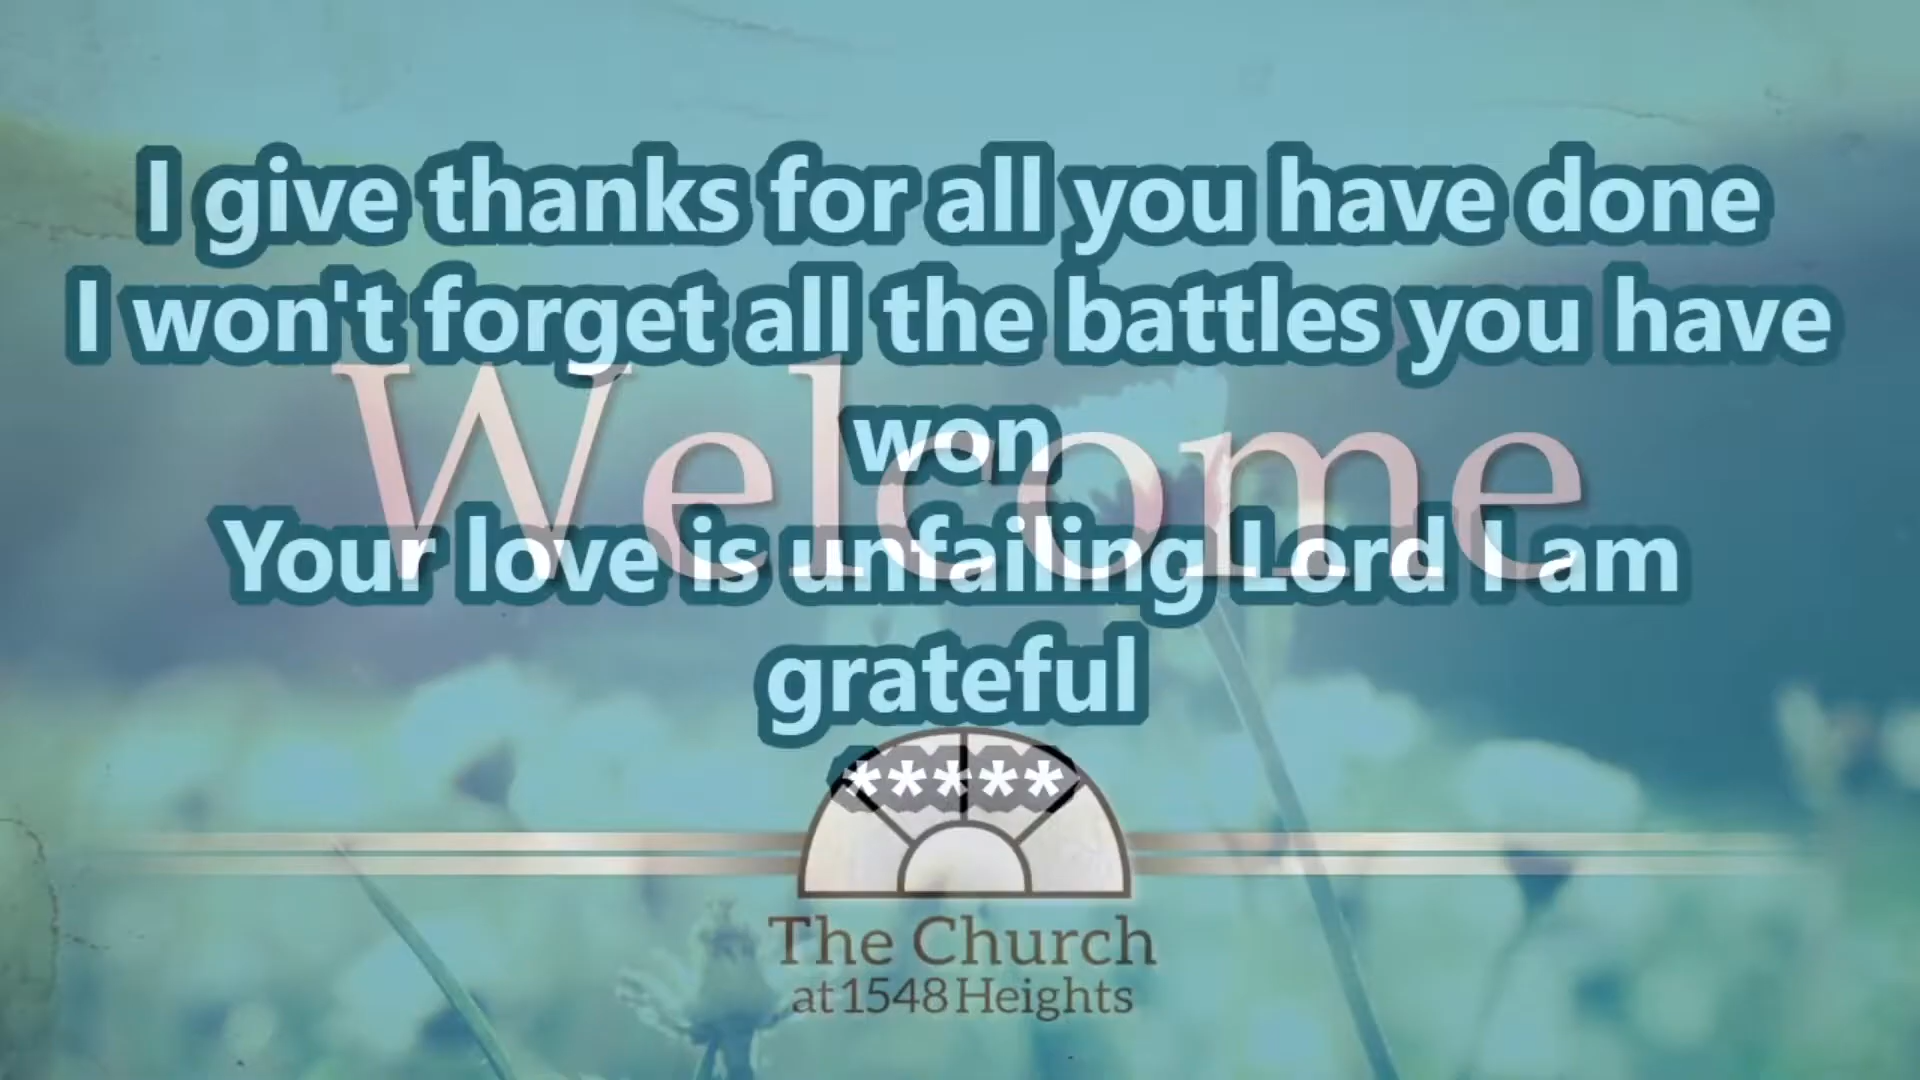 I give thanks for all you have done
I won't forget all the battles you have
won
Welcome
Your love is unfailing Lord I am
grateful
*****
The Church
at 1548 Heights